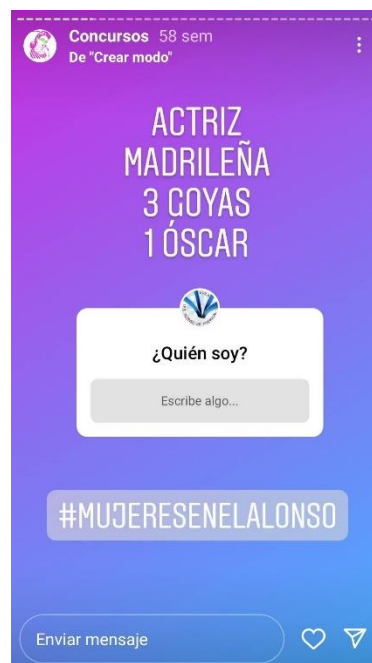 Concursos 58 sem
De "Crear modo"
ACTRIZ
MADRILEÑA
3 GOYAS
1 ÓSCAR
¿Quién soy?
Escribe algo...
#MUJERESENELALONSO
Enviar mensaje